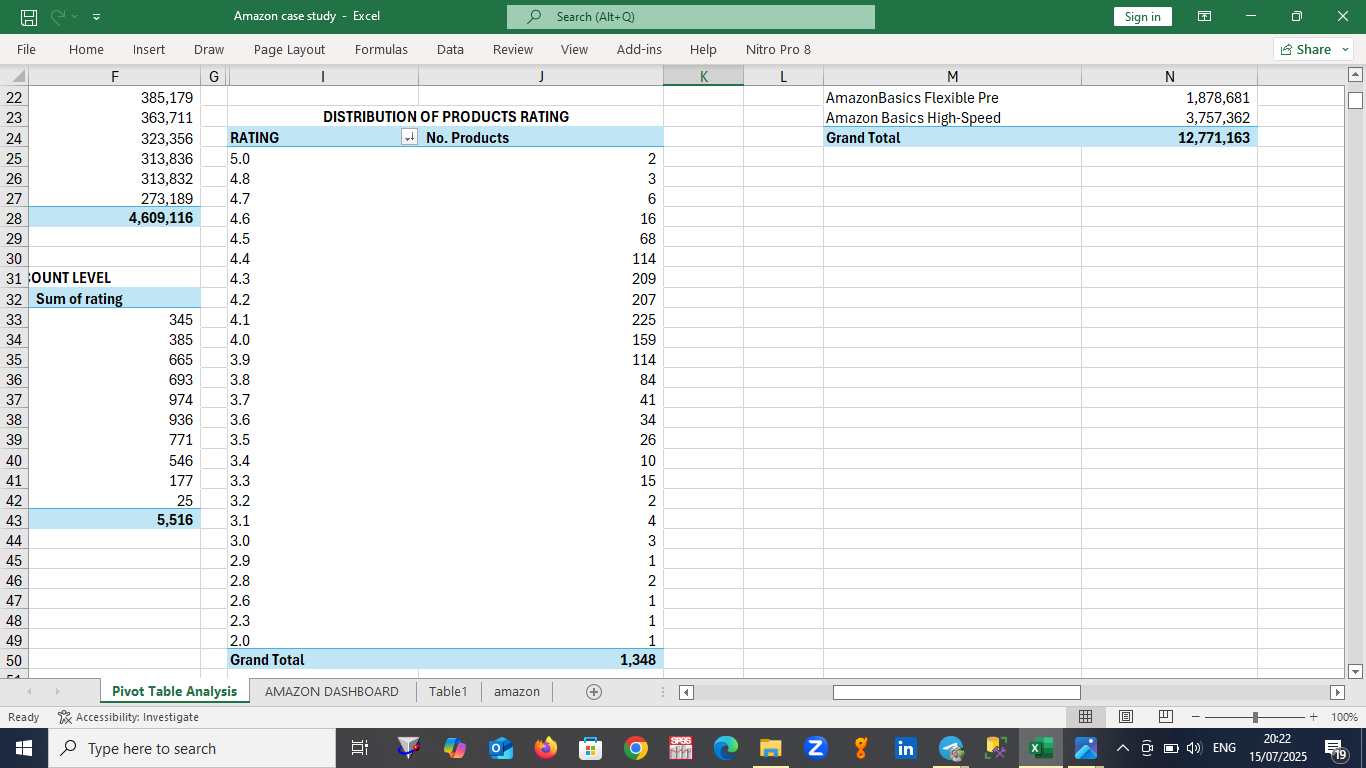 Amazon case study - Excel
Search (Alt+Q)
Sign in
File Home Insert Draw Page Layout Formulas Data Review View Add-ins Help Nitro Pro 8 Share
F G I J K L M N
22 385,179 AmazonBasics Flexible Pre 1,878,681
23 363,711 DISTRIBUTION OF PRODUCTS RATING Amazon Basics High-Speed 3,757,362
24 323,356 RATING No. Products Grand Total 12,771,163
25 313,836 5.0 2
26 313,832 4.8 3
27 273,189 4.7 6
28 4,609,116 4.6 16
29 4.5 68
30 4.4 114
31 OUNT LEVEL 4.3 209
32 Sum of rating 4.2 207
33 345 4.1 225
34 385 4.0 159
35 665 3.9 114
36 693 3.8 84
37 974 3.7 41
38 936 3.6 34
39 771 3.5 26
40 546 3.4 10
41 177 3.3 15
42 25 3.2 2
43 5,516 3.1 4
44 3.0 3
45 2.9 1
46 2.8 2
47 2.6 1
48 2.3 1
49 2.0 1
50 Grand Total 1,348
Pivot Table Analysis AMAZON DASHBOARD Table1 amazon
Ready Accessibility: Investigate 100%
Type here to search SPSS ENG 20:22
15/07/2025 19